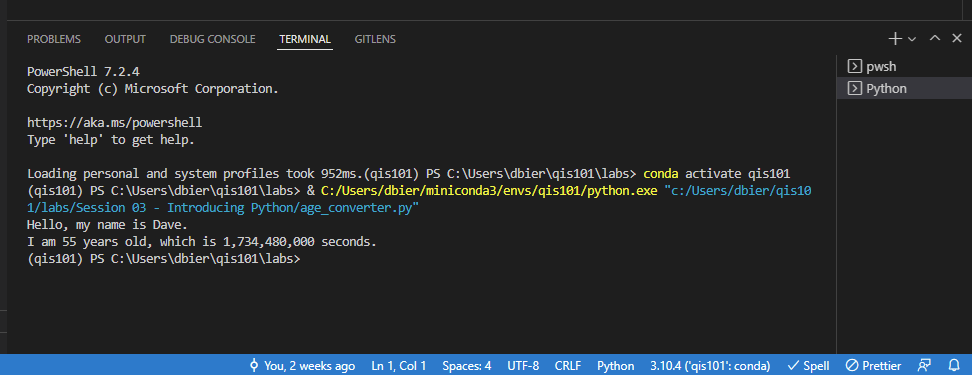 PROBLEMS OUTPUT DEBUG CONSOLE TERMINAL GITLENS
PowerShell 7.2.4
Copyright (c) Microsoft Corporation.
https://aka.ms/powershell
Type 'help' to get help.
Loading personal and system profiles took 952ms.(qis101) PS C:\Users\dbier\qis101\labs> conda activate qis101
(qis101) PS C:\Users\dbier\qis101\labs> & C:/Users/dbier/miniconda3/envs/qis101/python.exe "c:/Users/dbier/qis10
1/labs/Session 03 - Introducing Python/age_converter.py"
Hello, my name is Dave.
I am 55 years old, which is 1,734,480,000 seconds.
(qis101) PS C:\Users\dbier\qis101\labs>
pwsh
Python
You, 2 weeks ago Ln 1, Col 1 Spaces: 4 UTF-8 CRLF Python 3.10.4 ('qis101': conda) Spell Prettier